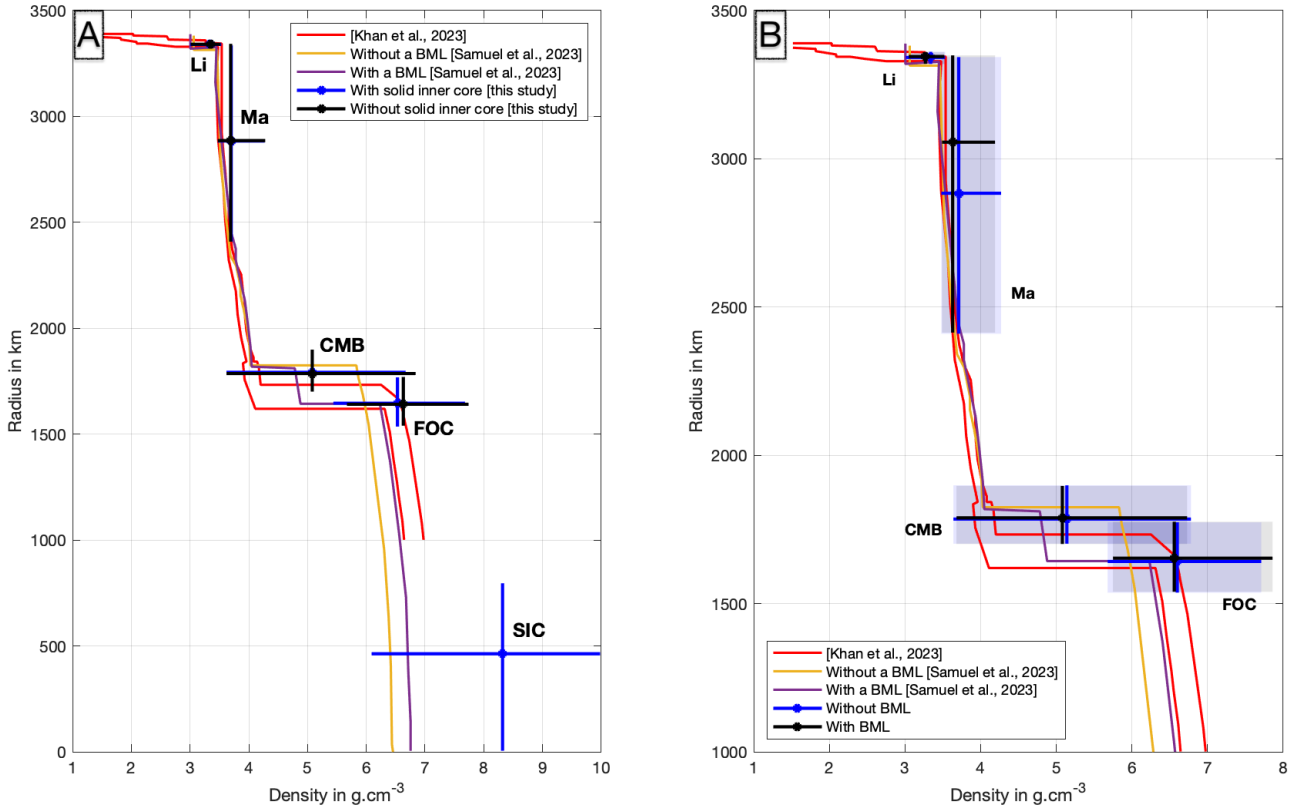 A
[Khan et al., 2023]
Without a BML [Samuel et al., 2023]
With a BML [Samuel et al., 2023]
With solid inner core [this study]
Without solid inner core [this study]
Li
Ma
CMB
FOC
SIC
3500
3000
2500
2000
1500
1000
500
0
Radius in km
1 2 3 4 5 6 7 8 9 10
Density in g.cm-3
B
Li
Ma
CMB
FOC
[Khan et al., 2023]
Without a BML [Samuel et al., 2023]
With a BML [Samuel et al., 2023]
Without BML
With BML
3500
3000
2500
2000
1500
1000
Radius in km
1 2 3 4 5 6 7 8
Density in g.cm-3